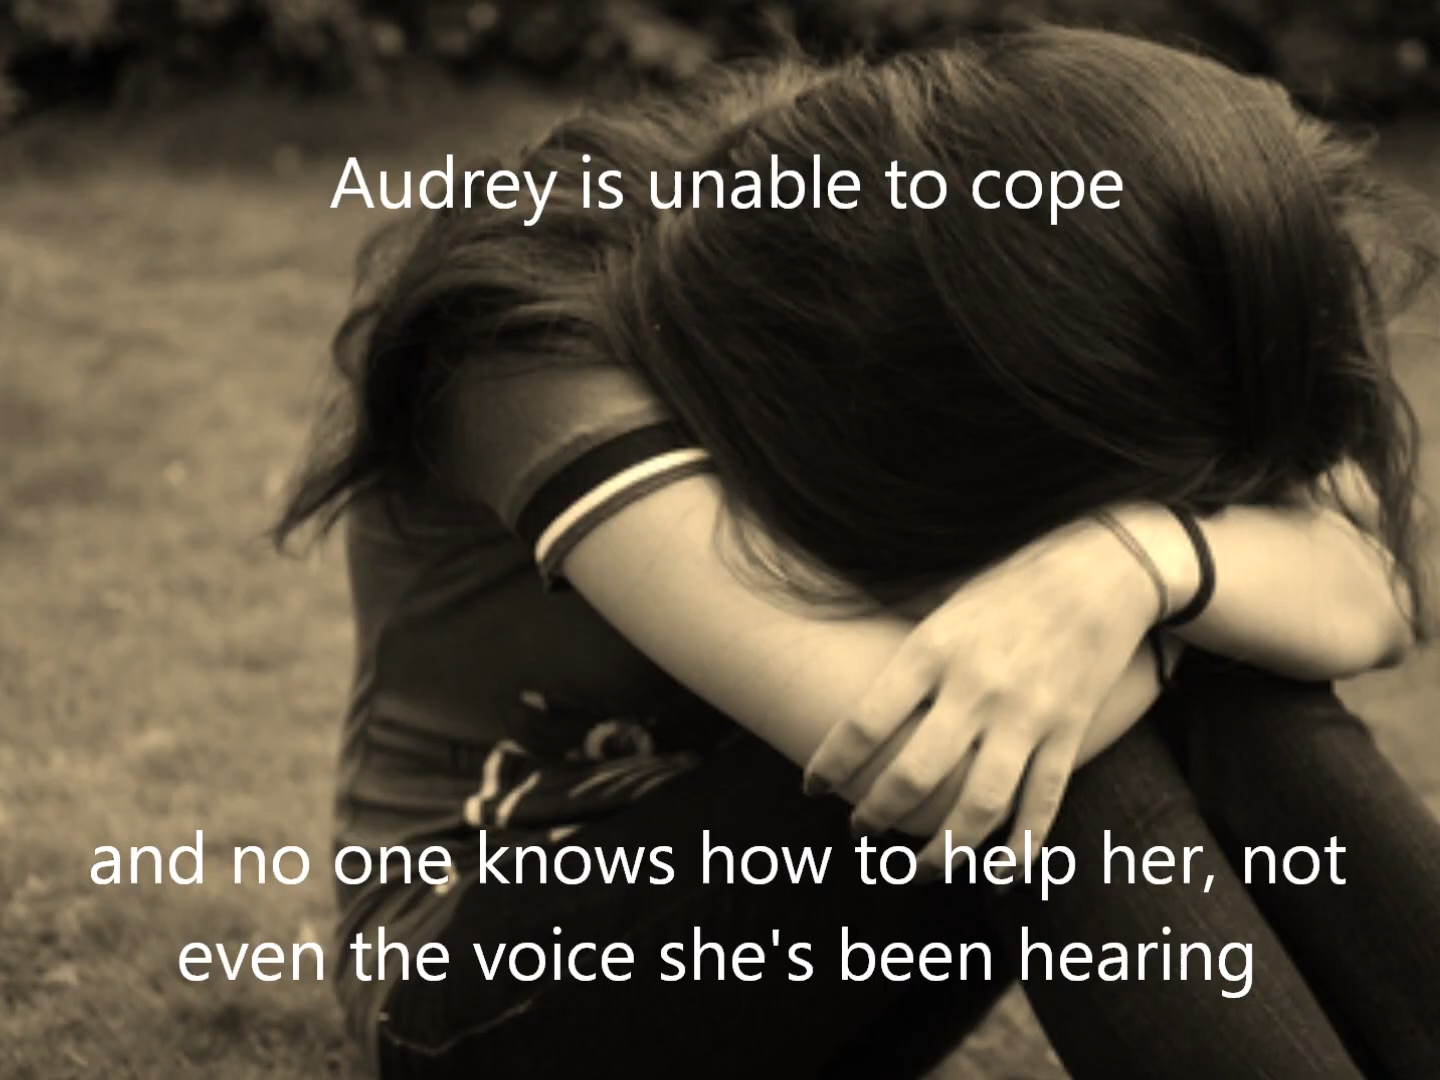 Audrey is unable to cope
and no one knows how to help her, not
even the voice she's been hearing